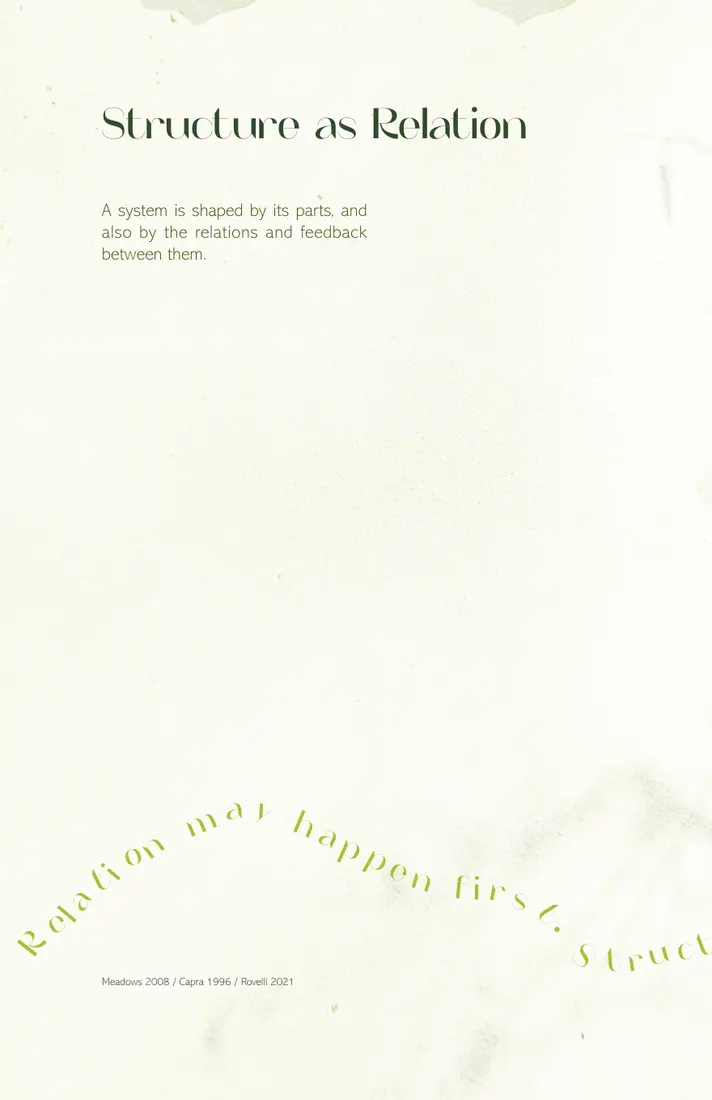 Structure as Relation
A system is shaped by its parts, and
also by the relations and feedback
between them.
Relation may happen first. Struct
Meadows 2008 / Capra 1996 / Rovelli 2021